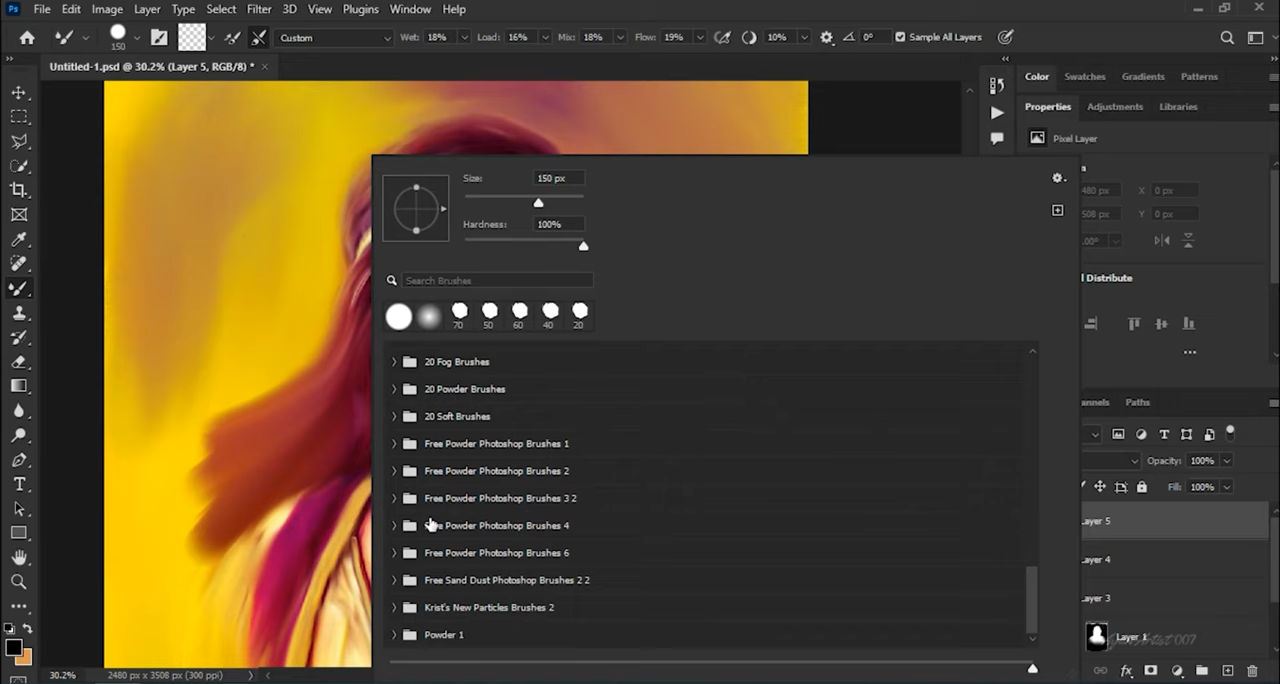 Ps File Edit Image Layer Type Select Filter 3D View Plugins Window Help
150 Custom Wet: 18% Load: 16% Mix: 18% Flow: 19% 10% 0° Sample All Layers
Untitled-1.psd @ 30.2% (Layer 5, RGB/8) *
Color Swatches Gradients Patterns
Properties Adjustments Libraries
Pixel Layer
Size: 150 px
480 px X 0 px
508 px Y 0 px
Hardness: 100%
.00°
Search Brushes
l Distribute
70 50 60 40 20
20 Fog Brushes
20 Powder Brushes
20 Soft Brushes
Free Powder Photoshop Brushes 1
Free Powder Photoshop Brushes 2
Free Powder Photoshop Brushes 3 2
Powder Photoshop Brushes 4
Free Powder Photoshop Brushes 6
Free Sand Dust Photoshop Brushes 2 2
Krist's New Particles Brushes 2
Powder 1
annels Paths
Opacity: 100%
Fill: 100%
ayer 5
ayer 4
ayer 3
Layer 1
Artist 007
30.2% 2480 px x 3508 px (300 ppi)